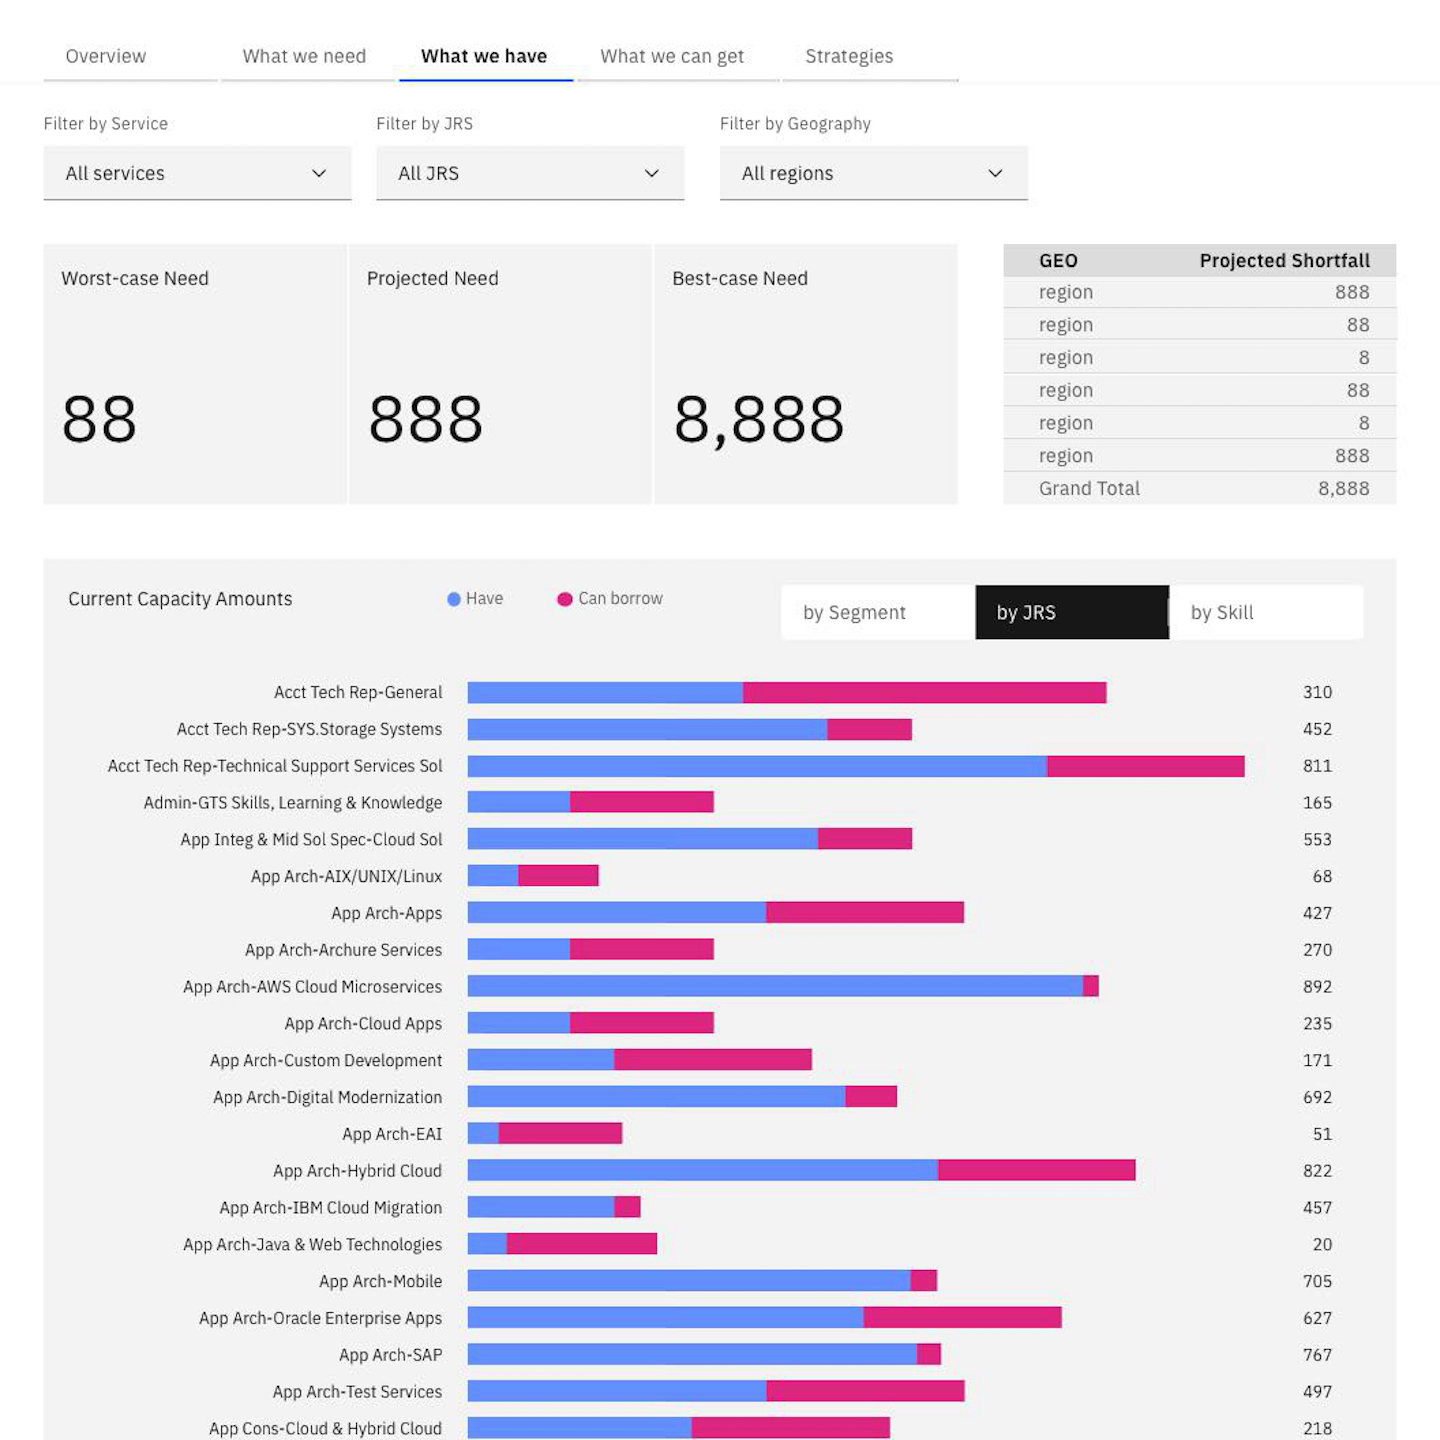 Overview What we need What we have What we can get Strategies
Filter by Service Filter by JRS Filter by Geography
All services All JRS All regions
Worst-case Need Projected Need Best-case Need
88 888 8,888
GEO Projected Shortfall
region 888
region 88
region 8
region 88
region 8
region 888
Grand Total 8,888
Current Capacity Amounts Have Can borrow by Segment by JRS by Skill
Acct Tech Rep-General 310
Acct Tech Rep-SYS.Storage Systems 452
Acct Tech Rep-Technical Support Services Sol 811
Admin-GTS Skills, Learning & Knowledge 165
App Integ & Mid Sol Spec-Cloud Sol 553
App Arch-AIX/UNIX/Linux 68
App Arch-Apps 427
App Arch-Archure Services 270
App Arch-AWS Cloud Microservices 892
App Arch-Cloud Apps 235
App Arch-Custom Development 171
App Arch-Digital Modernization 692
App Arch-EAI 51
App Arch-Hybrid Cloud 822
App Arch-IBM Cloud Migration 457
App Arch-Java & Web Technologies 20
App Arch-Mobile 705
App Arch-Oracle Enterprise Apps 627
App Arch-SAP 767
App Arch-Test Services 497
App Cons-Cloud & Hybrid Cloud 218